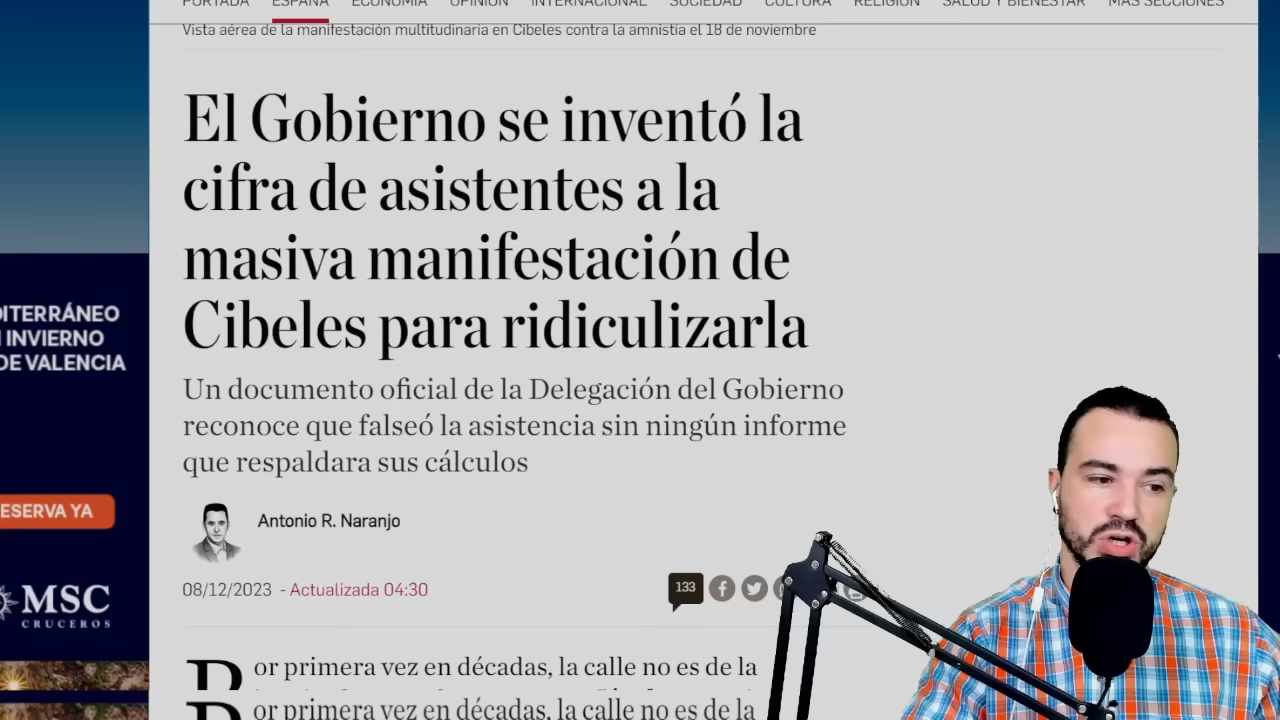 PORTADA ESPAÑA ECONOMÍA OPINIÓN INTERNACIONAL SOCIEDAD CULTURA RELIGIÓN SALUD Y BIENESTAR MÁS SECCIONES
Vista aérea de la manifestación multitudinaria en Cibeles contra la amnistía el 18 de noviembre
El Gobierno se inventó la
cifra de asistentes a la
masiva manifestación de
Cibeles para ridiculizarla
Un documento oficial de la Delegación del Gobierno
reconoce que falseó la asistencia sin ningún informe
que respaldara sus cálculos
Antonio R. Naranjo
08/12/2023 - Actualizada 04:30
133
or primera vez en décadas, la calle no es de la
or primera vez en décadas, la calle no es de la
DITERRÁNEO
INVIERNO
DE VALENCIA
ESERVA YA
MSC
CRUCEROS